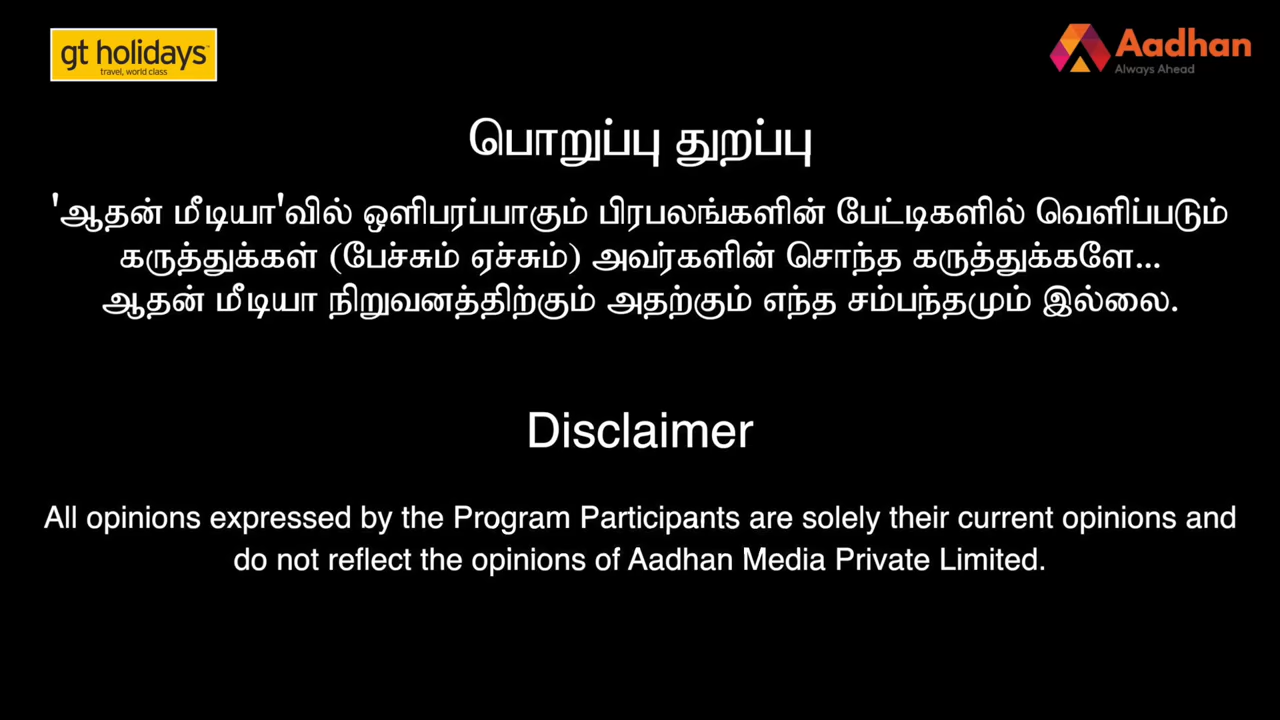 gt holidays
travel, world class
Aadhan
Always Ahead
பொறுப்பு துறப்பு
'ஆதன் மீடியா'வில் ஒளிபரப்பாகும் பிரபலங்களின் பேட்டிகளில் வெளிப்படும்
கருத்துக்கள் (பேச்சும் ஏச்சும்) அவர்களின் சொந்த கருத்துக்களே...
ஆதன் மீடியா நிறுவனத்திற்கும் அதற்கும் எந்த சம்பந்தமும் இல்லை.
Disclaimer
All opinions expressed by the Program Participants are solely their current opinions and
do not reflect the opinions of Aadhan Media Private Limited.